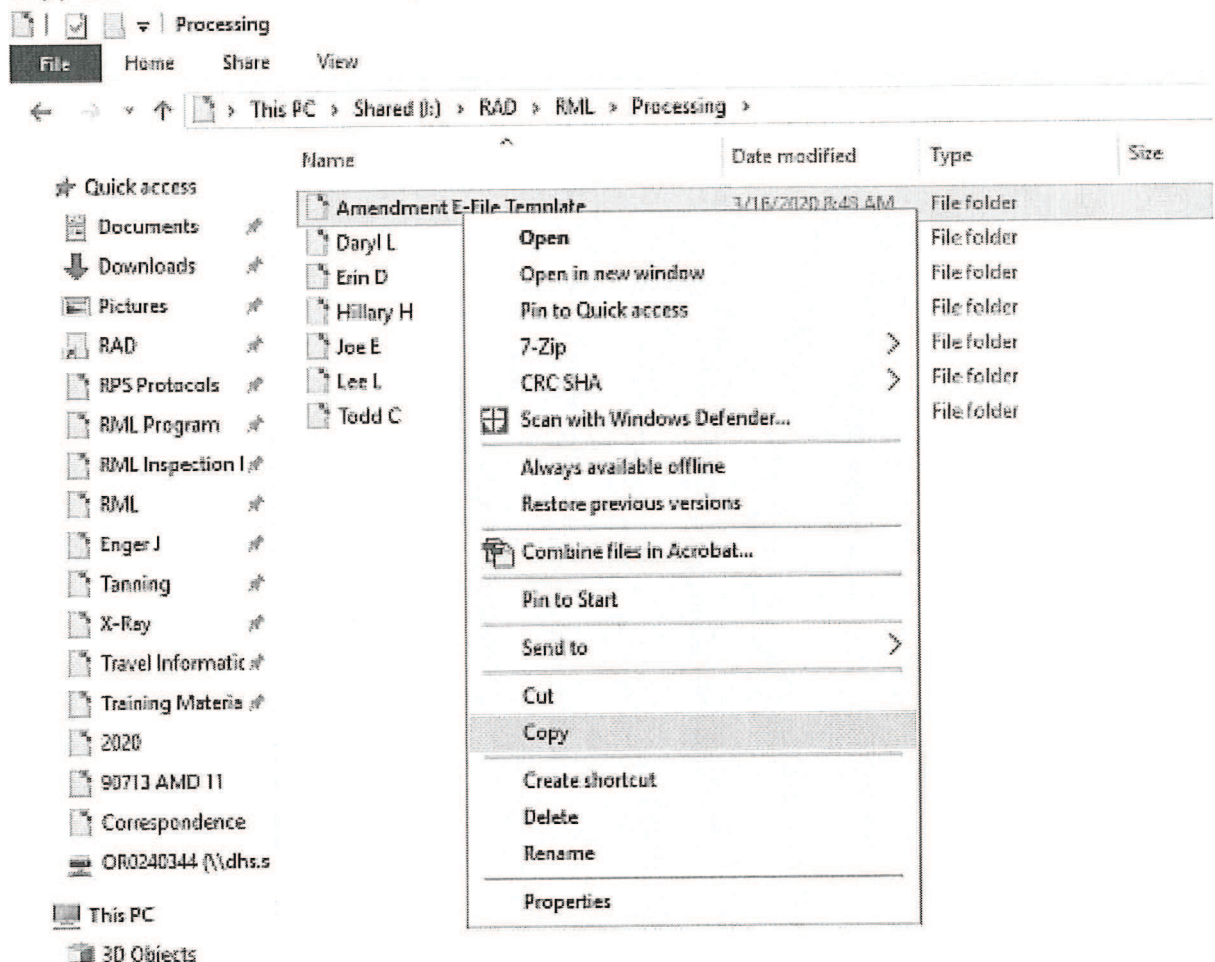 Processing
File Home Share View
This PC > Shared (I:) > RAD > RML > Processing >
Name Date modified Type Size
Quick access
Documents
Downloads
Pictures
RAD
RPS Protocols
RML Program
RML Inspection
RML
Enger J
Tanning
X-Ray
Travel Informatic
Training Materia
2020
90713 AMD 11
Correspondence
OR0240344 (\\dhs.s
This PC
3D Objects
Amendment E-File Template 3/16/2020 8:48 AM File folder
Daryl L File folder
Erin D File folder
Hillary H File folder
Joe E File folder
Lee L File folder
Todd C File folder
Open
Open in new window
Pin to Quick access
7-Zip
CRC SHA
Scan with Windows Defender...
Always available offline
Restore previous versions
Combine files in Acrobat...
Pin to Start
Send to
Cut
Copy
Create shortcut
Delete
Rename
Properties